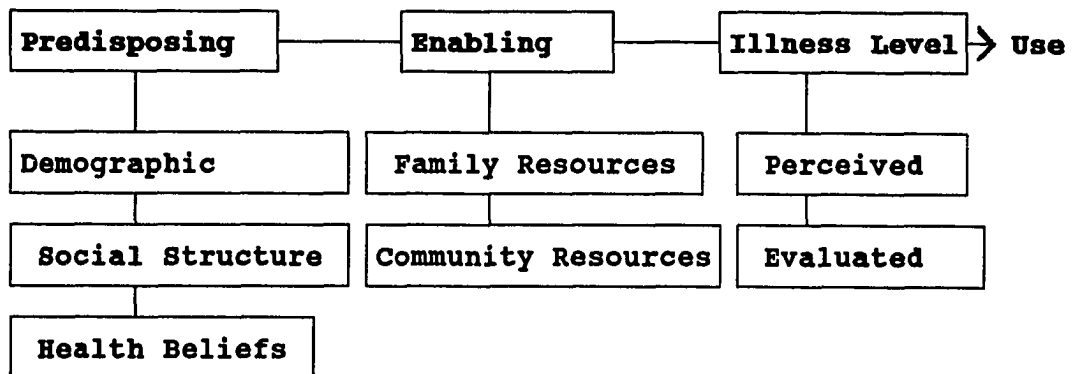 Predisposing Enabling Illness Level Use
Demographic Family Resources Perceived
Social Structure Community Resources Evaluated
Health Beliefs